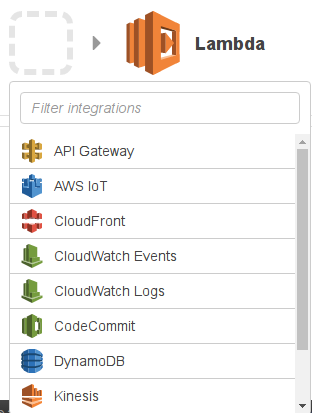 Lambda
Filter integrations
API Gateway
AWS IoT
CloudFront
CloudWatch Events
CloudWatch Logs
CodeCommit
DynamoDB
Kinesis